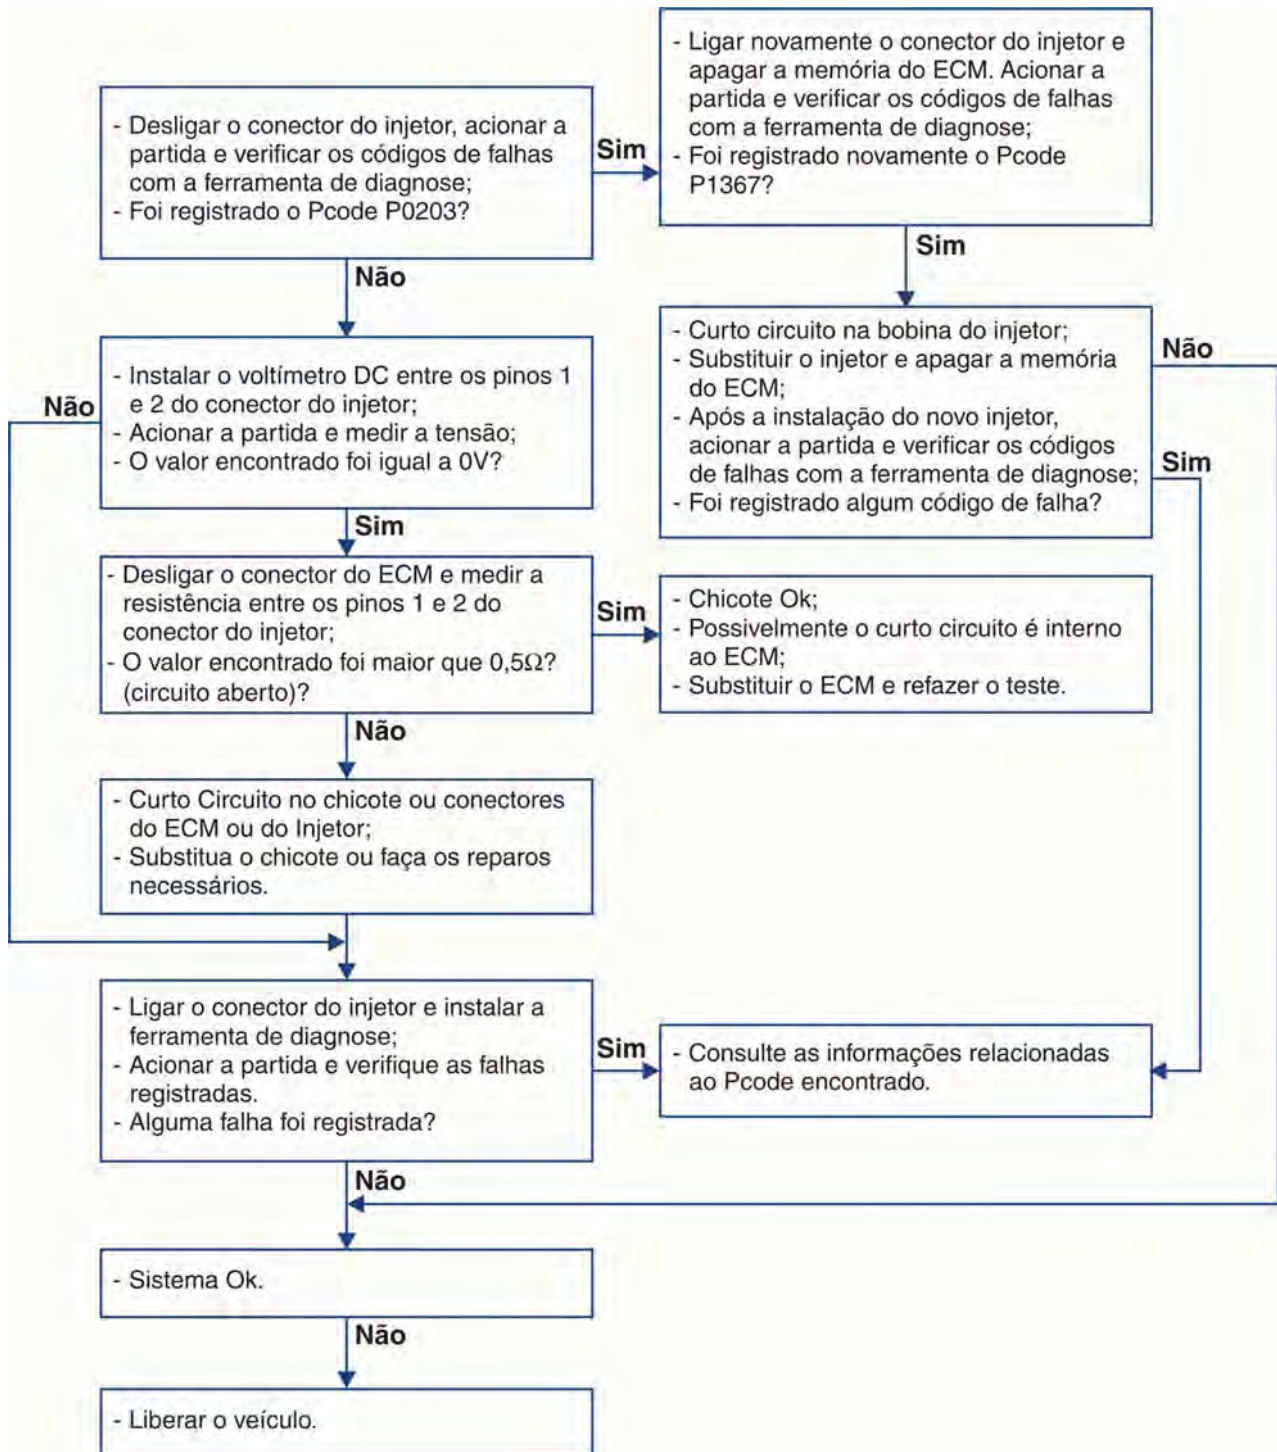 - Desligar o conector do injetor, acionar a
partida e verificar os códigos de falhas
com a ferramenta de diagnose;
- Foi registrado o Pcode P0203?
Sim
- Ligar novamente o conector do injetor e
apagar a memória do ECM. Acionar a
partida e verificar os códigos de falhas
com a ferramenta de diagnose;
- Foi registrado novamente o Pcode
P1367?
Não
Sim
- Instalar o voltímetro DC entre os pinos 1
e 2 do conector do injetor;
- Acionar a partida e medir a tensão;
- O valor encontrado foi igual a 0V?
Não
- Curto circuito na bobina do injetor;
- Substituir o injetor e apagar a memória
do ECM;
- Após a instalação do novo injetor,
acionar a partida e verificar os códigos
de falhas com a ferramenta de diagnose;
- Foi registrado algum código de falha?
Não
Sim
Sim
- Desligar o conector do ECM e medir a
resistência entre os pinos 1 e 2 do
conector do injetor;
- O valor encontrado foi maior que 0,5Ω?
(circuito aberto)?
Sim
- Chicote Ok;
- Possivelmente o curto circuito é interno
ao ECM;
- Substituir o ECM e refazer o teste.
Não
- Curto Circuito no chicote ou conectores
do ECM ou do Injetor;
- Substitua o chicote ou faça os reparos
necessários.
- Ligar o conector do injetor e instalar a
ferramenta de diagnose;
- Acionar a partida e verifique as falhas
registradas.
- Alguma falha foi registrada?
Sim
- Consulte as informações relacionadas
ao Pcode encontrado.
Não
- Sistema Ok.
Não
- Liberar o veículo.